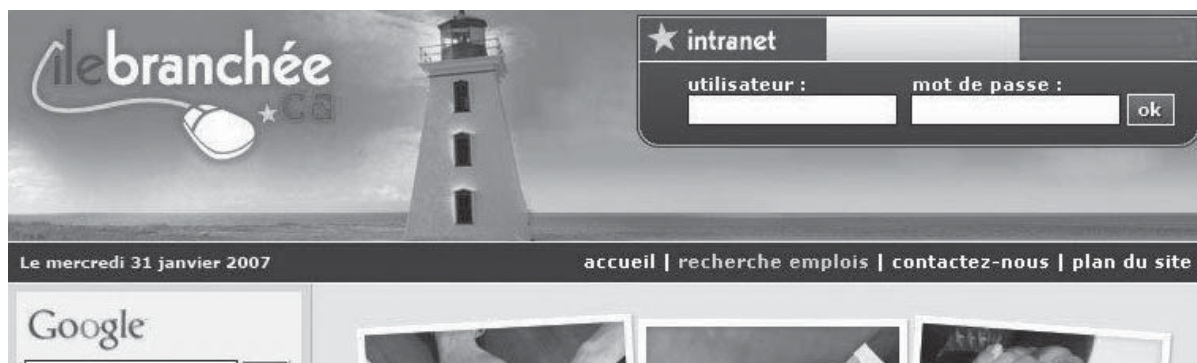 îlebranchée
.ca
intranet
utilisateur :
mot de passe :
ok
Le mercredi 31 janvier 2007
accueil | recherche emplois | contactez-nous | plan du site
Google